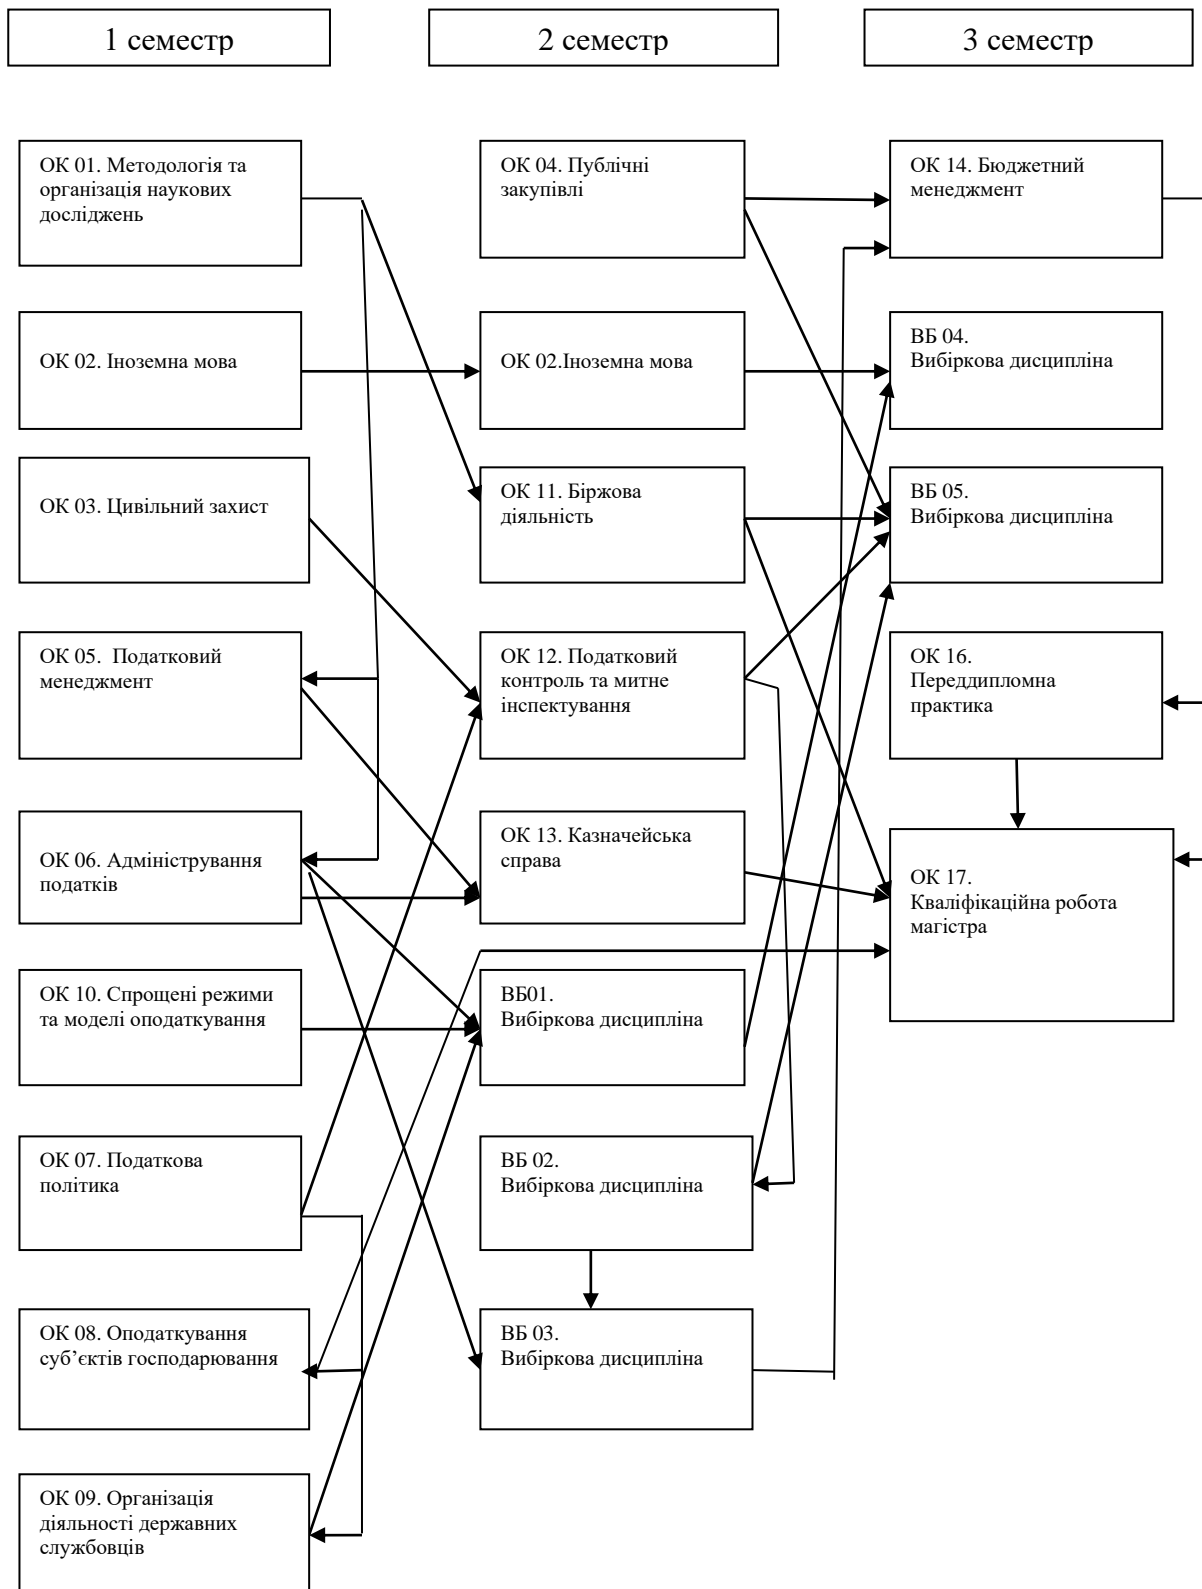 1 семестр
2 семестр
3 семестр
ОК 01. Методологія та
організація наукових
досліджень
ОК 02. Іноземна мова
ОК 03. Цивільний захист
ОК 05. Податковий
менеджмент
ОК 06. Адміністрування
податків
ОК 10. Спрощені режими
та моделі оподаткування
ОК 07. Податкова
політика
ОК 08. Оподаткування
суб’єктів господарювання
ОК 09. Організація
діяльності державних
службовців
ОК 04. Публічні
закупівлі
ОК 02.Іноземна мова
ОК 11. Біржова
діяльність
ОК 12. Податковий
контроль та митне
інспектування
ОК 13. Казначейська
справа
ВБ01.
Вибіркова дисципліна
ВБ 02.
Вибіркова дисципліна
ВБ 03.
Вибіркова дисципліна
ОК 14. Бюджетний
менеджмент
ВБ 04.
Вибіркова дисципліна
ВБ 05.
Вибіркова дисципліна
ОК 16.
Переддипломна
практика
ОК 17.
Кваліфікаційна робота
магістра